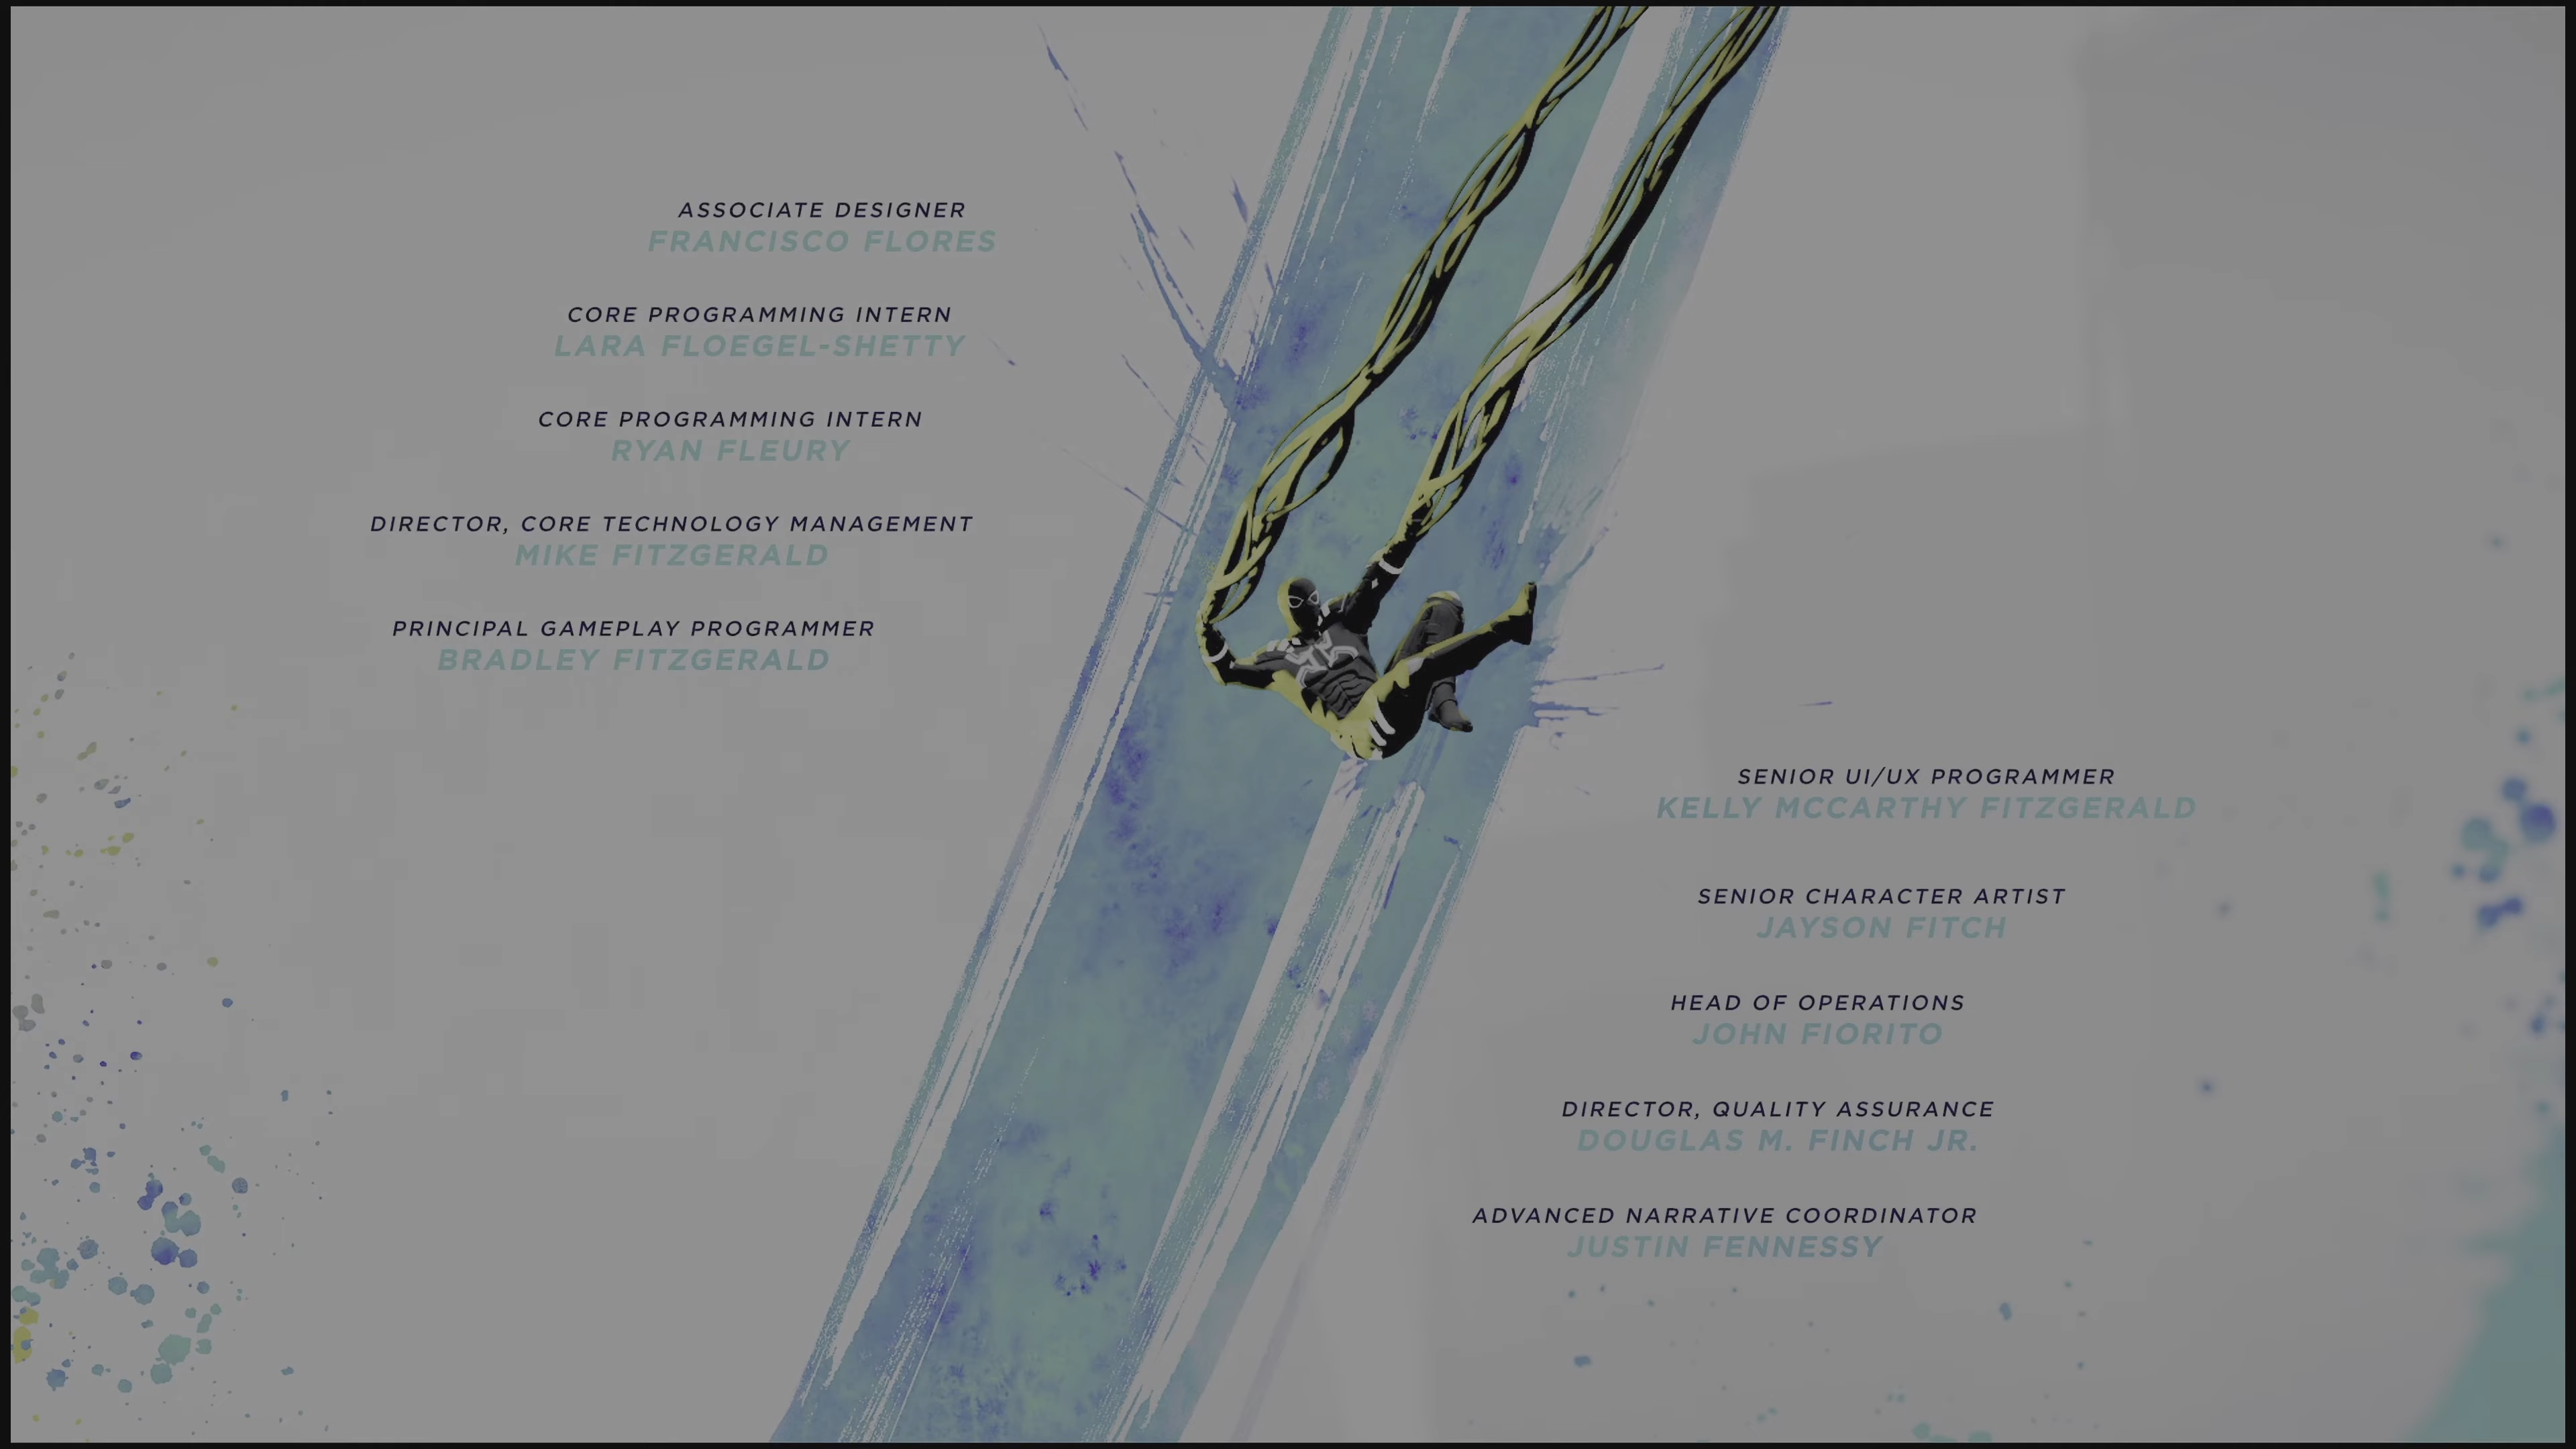 ASSOCIATE DESIGNER
FRANCISCO FLORES
CORE PROGRAMMING INTERN
LARA FLOEGEL-SHETTY
CORE PROGRAMMING INTERN
RYAN FLEURY
DIRECTOR, CORE TECHNOLOGY MANAGEMENT
MIKE FITZGERALD
PRINCIPAL GAMEPLAY PROGRAMMER
BRADLEY FITZGERALD
SENIOR UI/UX PROGRAMMER
KELLY MCCARTHY FITZGERALD
SENIOR CHARACTER ARTIST
JAYSON FITCH
HEAD OF OPERATIONS
JOHN FIORITO
DIRECTOR, QUALITY ASSURANCE
DOUGLAS M. FINCH JR.
ADVANCED NARRATIVE COORDINATOR
JUSTIN FENNESSY